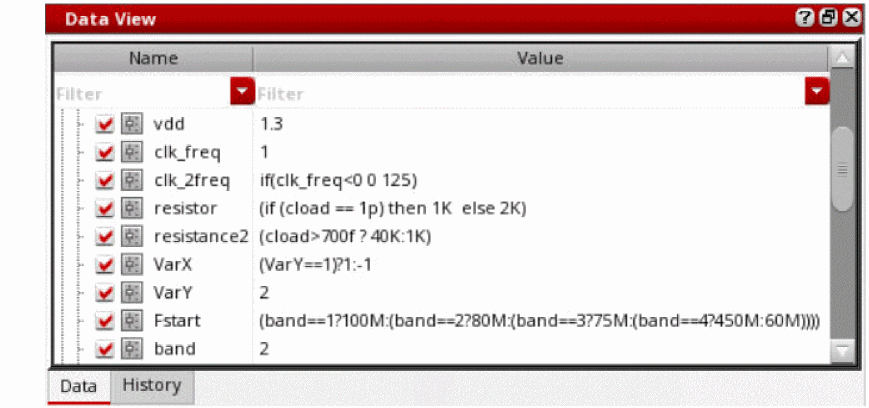 Data View
Name Value
Filter Filter
vdd 1.3
clk_freq 1
clk_2freq if(clk_freq<0 0 125)
resistor (if (cload == 1p) then 1K else 2K)
resistance2 (cload>700f ? 40K:1K)
VarX (VarY==1)?1:-1
VarY 2
Fstart (band==1?100M:(band==2?80M:(band==3?75M:(band==4?450M:60M))))
band 2
Data History